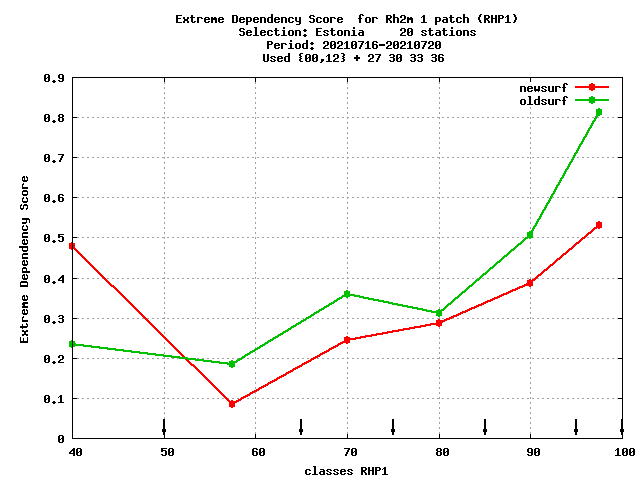 Extreme Dependency Score  for Rh2m 1 patch (RHP1)
Selection: Estonia     20 stations
Period: 20210716-20210720
Used {00,12} + 27 30 33 36
newsurf
oldsurf
0.9
0.8
0.7
0.6
0.5
0.4
0.3
0.2
0.1
0
Extreme Dependency Score
40 50 60 70 80 90 100
classes RHP1